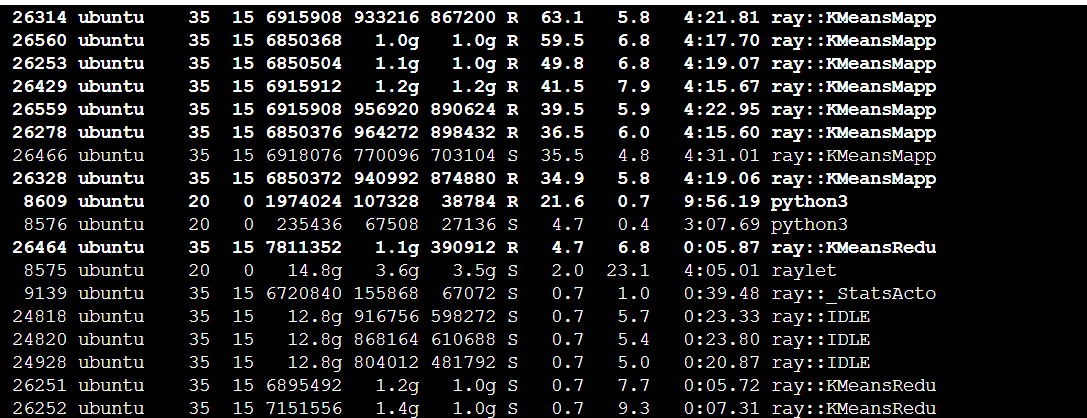 26314 ubuntu 35 15 6915908 933216 867200 R 63.1 5.8 4:21.81 ray::KMeansMapp
26560 ubuntu 35 15 6850368 1.0g 1.0g R 59.5 6.8 4:17.70 ray::KMeansMapp
26253 ubuntu 35 15 6850504 1.1g 1.0g R 49.8 6.8 4:19.07 ray::KMeansMapp
26429 ubuntu 35 15 6915912 1.2g 1.2g R 41.5 7.9 4:15.67 ray::KMeansMapp
26559 ubuntu 35 15 6915908 956920 890624 R 39.5 5.9 4:22.95 ray::KMeansMapp
26278 ubuntu 35 15 6850376 964272 898432 R 36.5 6.0 4:15.60 ray::KMeansMapp
26466 ubuntu 35 15 6918076 770096 703104 S 35.5 4.8 4:31.01 ray::KMeansMapp
26328 ubuntu 35 15 6850372 940992 874880 R 34.9 5.8 4:19.06 ray::KMeansMapp
8609 ubuntu 20 0 1974024 107328 38784 R 21.6 0.7 9:56.19 python3
8576 ubuntu 20 0 235436 67508 27136 S 4.7 0.4 3:07.69 python3
26464 ubuntu 35 15 7811352 1.1g 390912 R 4.7 6.8 0:05.87 ray::KMeansRedu
8575 ubuntu 20 0 14.8g 3.6g 3.5g S 2.0 23.1 4:05.01 raylet
9139 ubuntu 35 15 6720840 155868 67072 S 0.7 1.0 0:39.48 ray::_StatsActo
24818 ubuntu 35 15 12.8g 916756 598272 S 0.7 5.7 0:23.33 ray::IDLE
24820 ubuntu 35 15 12.8g 868164 610688 S 0.7 5.4 0:23.80 ray::IDLE
24928 ubuntu 35 15 12.8g 804012 481792 S 0.7 5.0 0:20.87 ray::IDLE
26251 ubuntu 35 15 6895492 1.2g 1.0g S 0.7 7.7 0:05.72 ray::KMeansRedu
26252 ubuntu 35 15 7151556 1.4g 1.0g S 0.7 9.3 0:07.31 ray::KMeansRedu